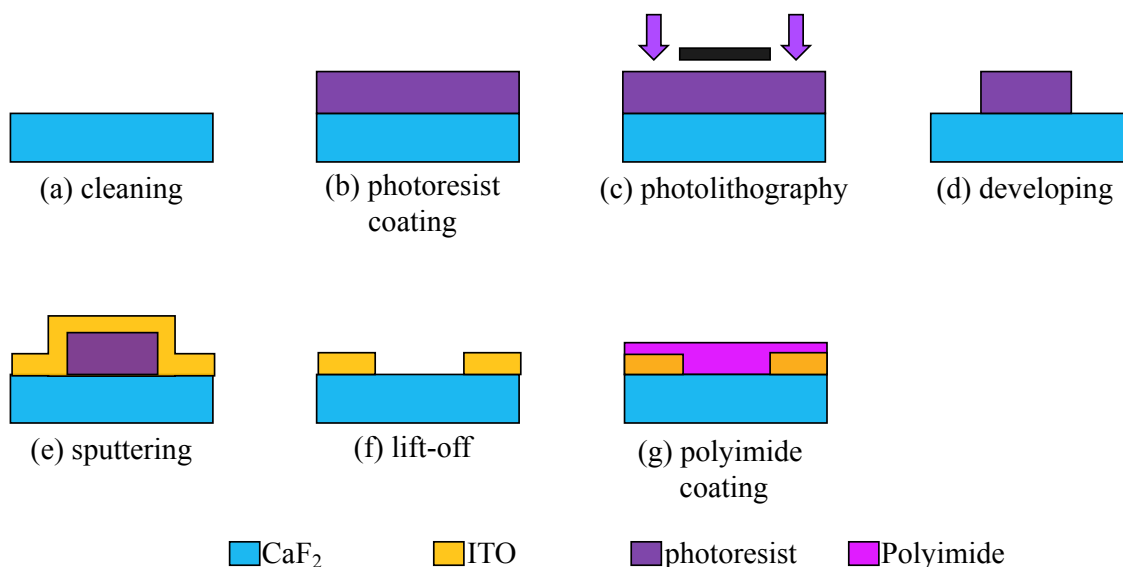 (a) cleaning
(b) photoresist
coating
(c) photolithography
(d) developing
(e) sputtering
(f) lift-off
(g) polyimide
coating
CaF₂
ITO
photoresist
Polyimide